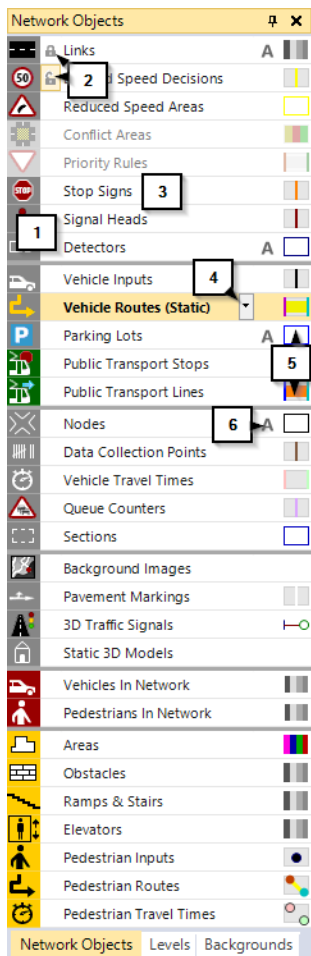 Network Objects
Links A
50 2 d Speed Decisions
Reduced Speed Areas
Conflict Areas
Priority Rules
STOP Stop Signs 3
Signal Heads
1 Detectors A
Vehicle Inputs 4
Vehicle Routes (Static)
P Parking Lots A
Public Transport Stops 5
Public Transport Lines
Nodes 6 A
Data Collection Points
Vehicle Travel Times
Queue Counters
Sections
Background Images
Pavement Markings
3D Traffic Signals
Static 3D Models
Vehicles In Network
Pedestrians In Network
Areas
Obstacles
Ramps & Stairs
Elevators
Pedestrian Inputs
Pedestrian Routes
Pedestrian Travel Times
Network Objects Levels Backgrounds